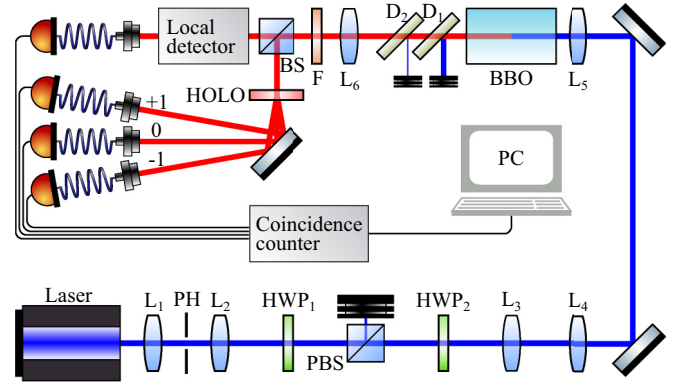 Local
detector
BS
F
L6
D2
D1
BBO
L5
HOLO
+1
0
-1
PC
Coincidence
counter
Laser
L1
PH
L2
HWP1
PBS
HWP2
L3
L4